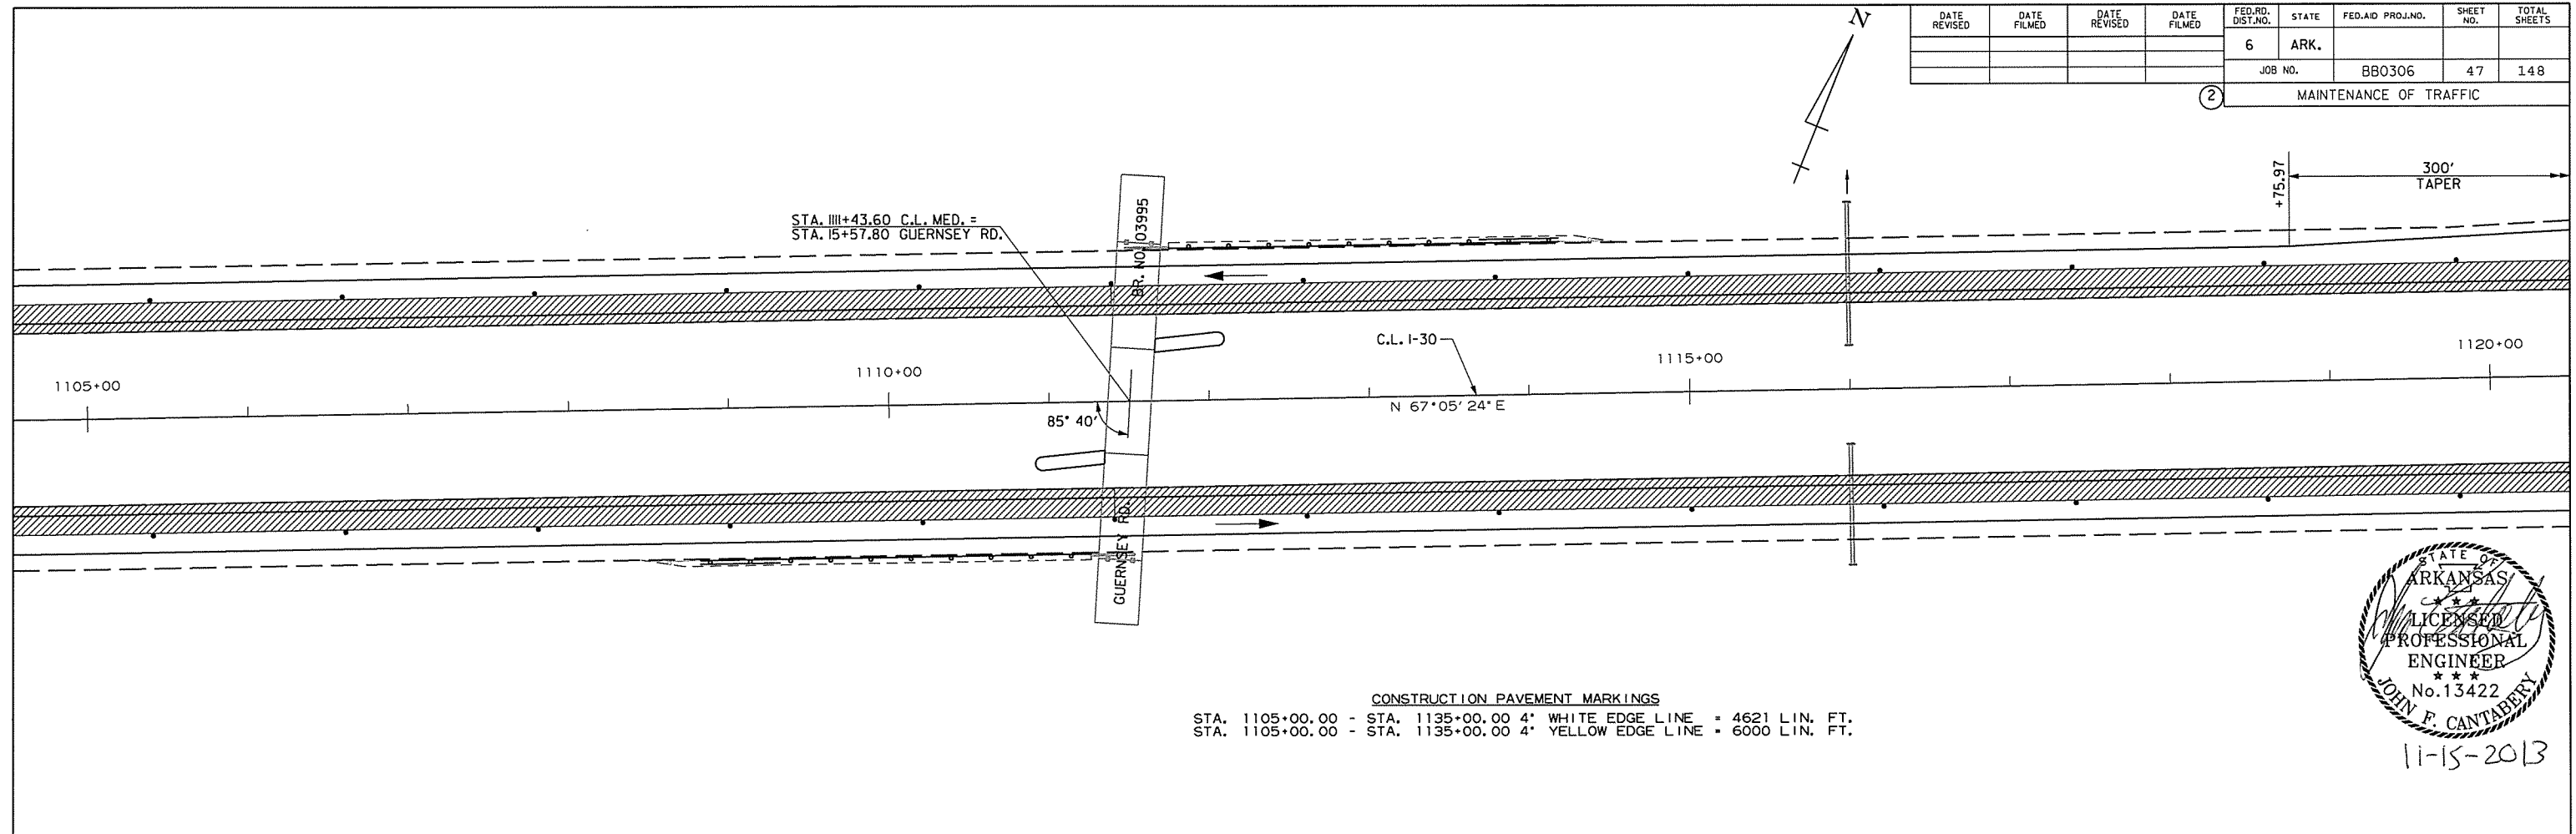 N
DATE REVISED
DATE FILMED
DATE REVISED
DATE FILMED
FED.RD. DIST.NO.
STATE
FED.AID PROJ.NO.
SHEET NO.
TOTAL SHEETS
6
ARK.
JOB NO.
BB0306
47
148
2
MAINTENANCE OF TRAFFIC
+75.97
300'
TAPER
STA. 1111+43.60 C.L. MED. =
STA. 15+57.80 GUERNSEY RD.
BR. NO. 03995
C.L. I-30
1105+00
1110+00
1115+00
1120+00
N 67°05'24" E
85° 40'
GUERNSEY RD.
CONSTRUCTION PAVEMENT MARKINGS
STA. 1105+00.00 - STA. 1135+00.00 4" WHITE EDGE LINE = 4621 LIN. FT.
STA. 1105+00.00 - STA. 1135+00.00 4" YELLOW EDGE LINE = 6000 LIN. FT.
STATE OF
ARKANSAS
★ ★ ★
LICENSED
PROFESSIONAL
ENGINEER
★ ★ ★
No.13422
JOHN F. CANTABERY
11-15-2013